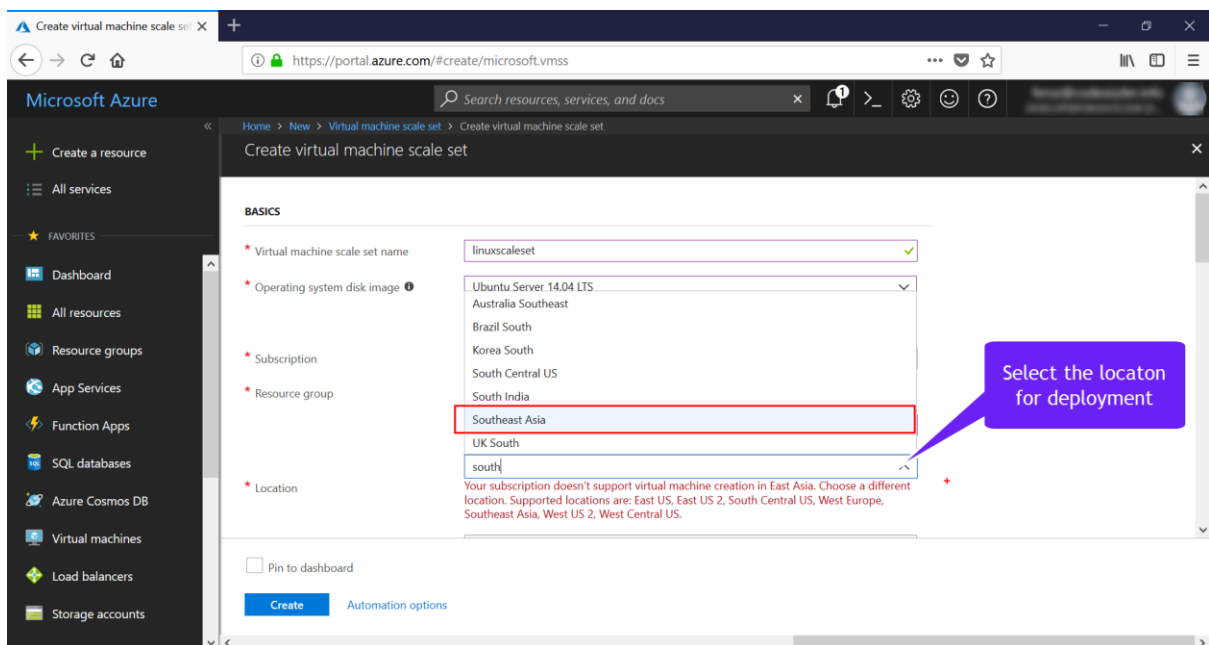 Create virtual machine scale se
https://portal.azure.com/#create/microsoft.vmss
Microsoft Azure
Search resources, services, and docs
1
Home > New > Virtual machine scale set > Create virtual machine scale set
Create virtual machine scale set
Create a resource
All services
FAVORITES
Dashboard
All resources
Resource groups
App Services
Function Apps
SQL databases
Azure Cosmos DB
Virtual machines
Load balancers
Storage accounts
BASICS
* Virtual machine scale set name
linuxscaleset
* Operating system disk image
Ubuntu Server 14.04 LTS
Australia Southeast
Brazil South
Korea South
* Subscription
South Central US
* Resource group
South India
Southeast Asia
UK South
south
* Location
Your subscription doesn't support virtual machine creation in East Asia. Choose a different
location. Supported locations are: East US, East US 2, South Central US, West Europe,
Southeast Asia, West US 2, West Central US.
Select the locaton
for deployment
Pin to dashboard
Create
Automation options